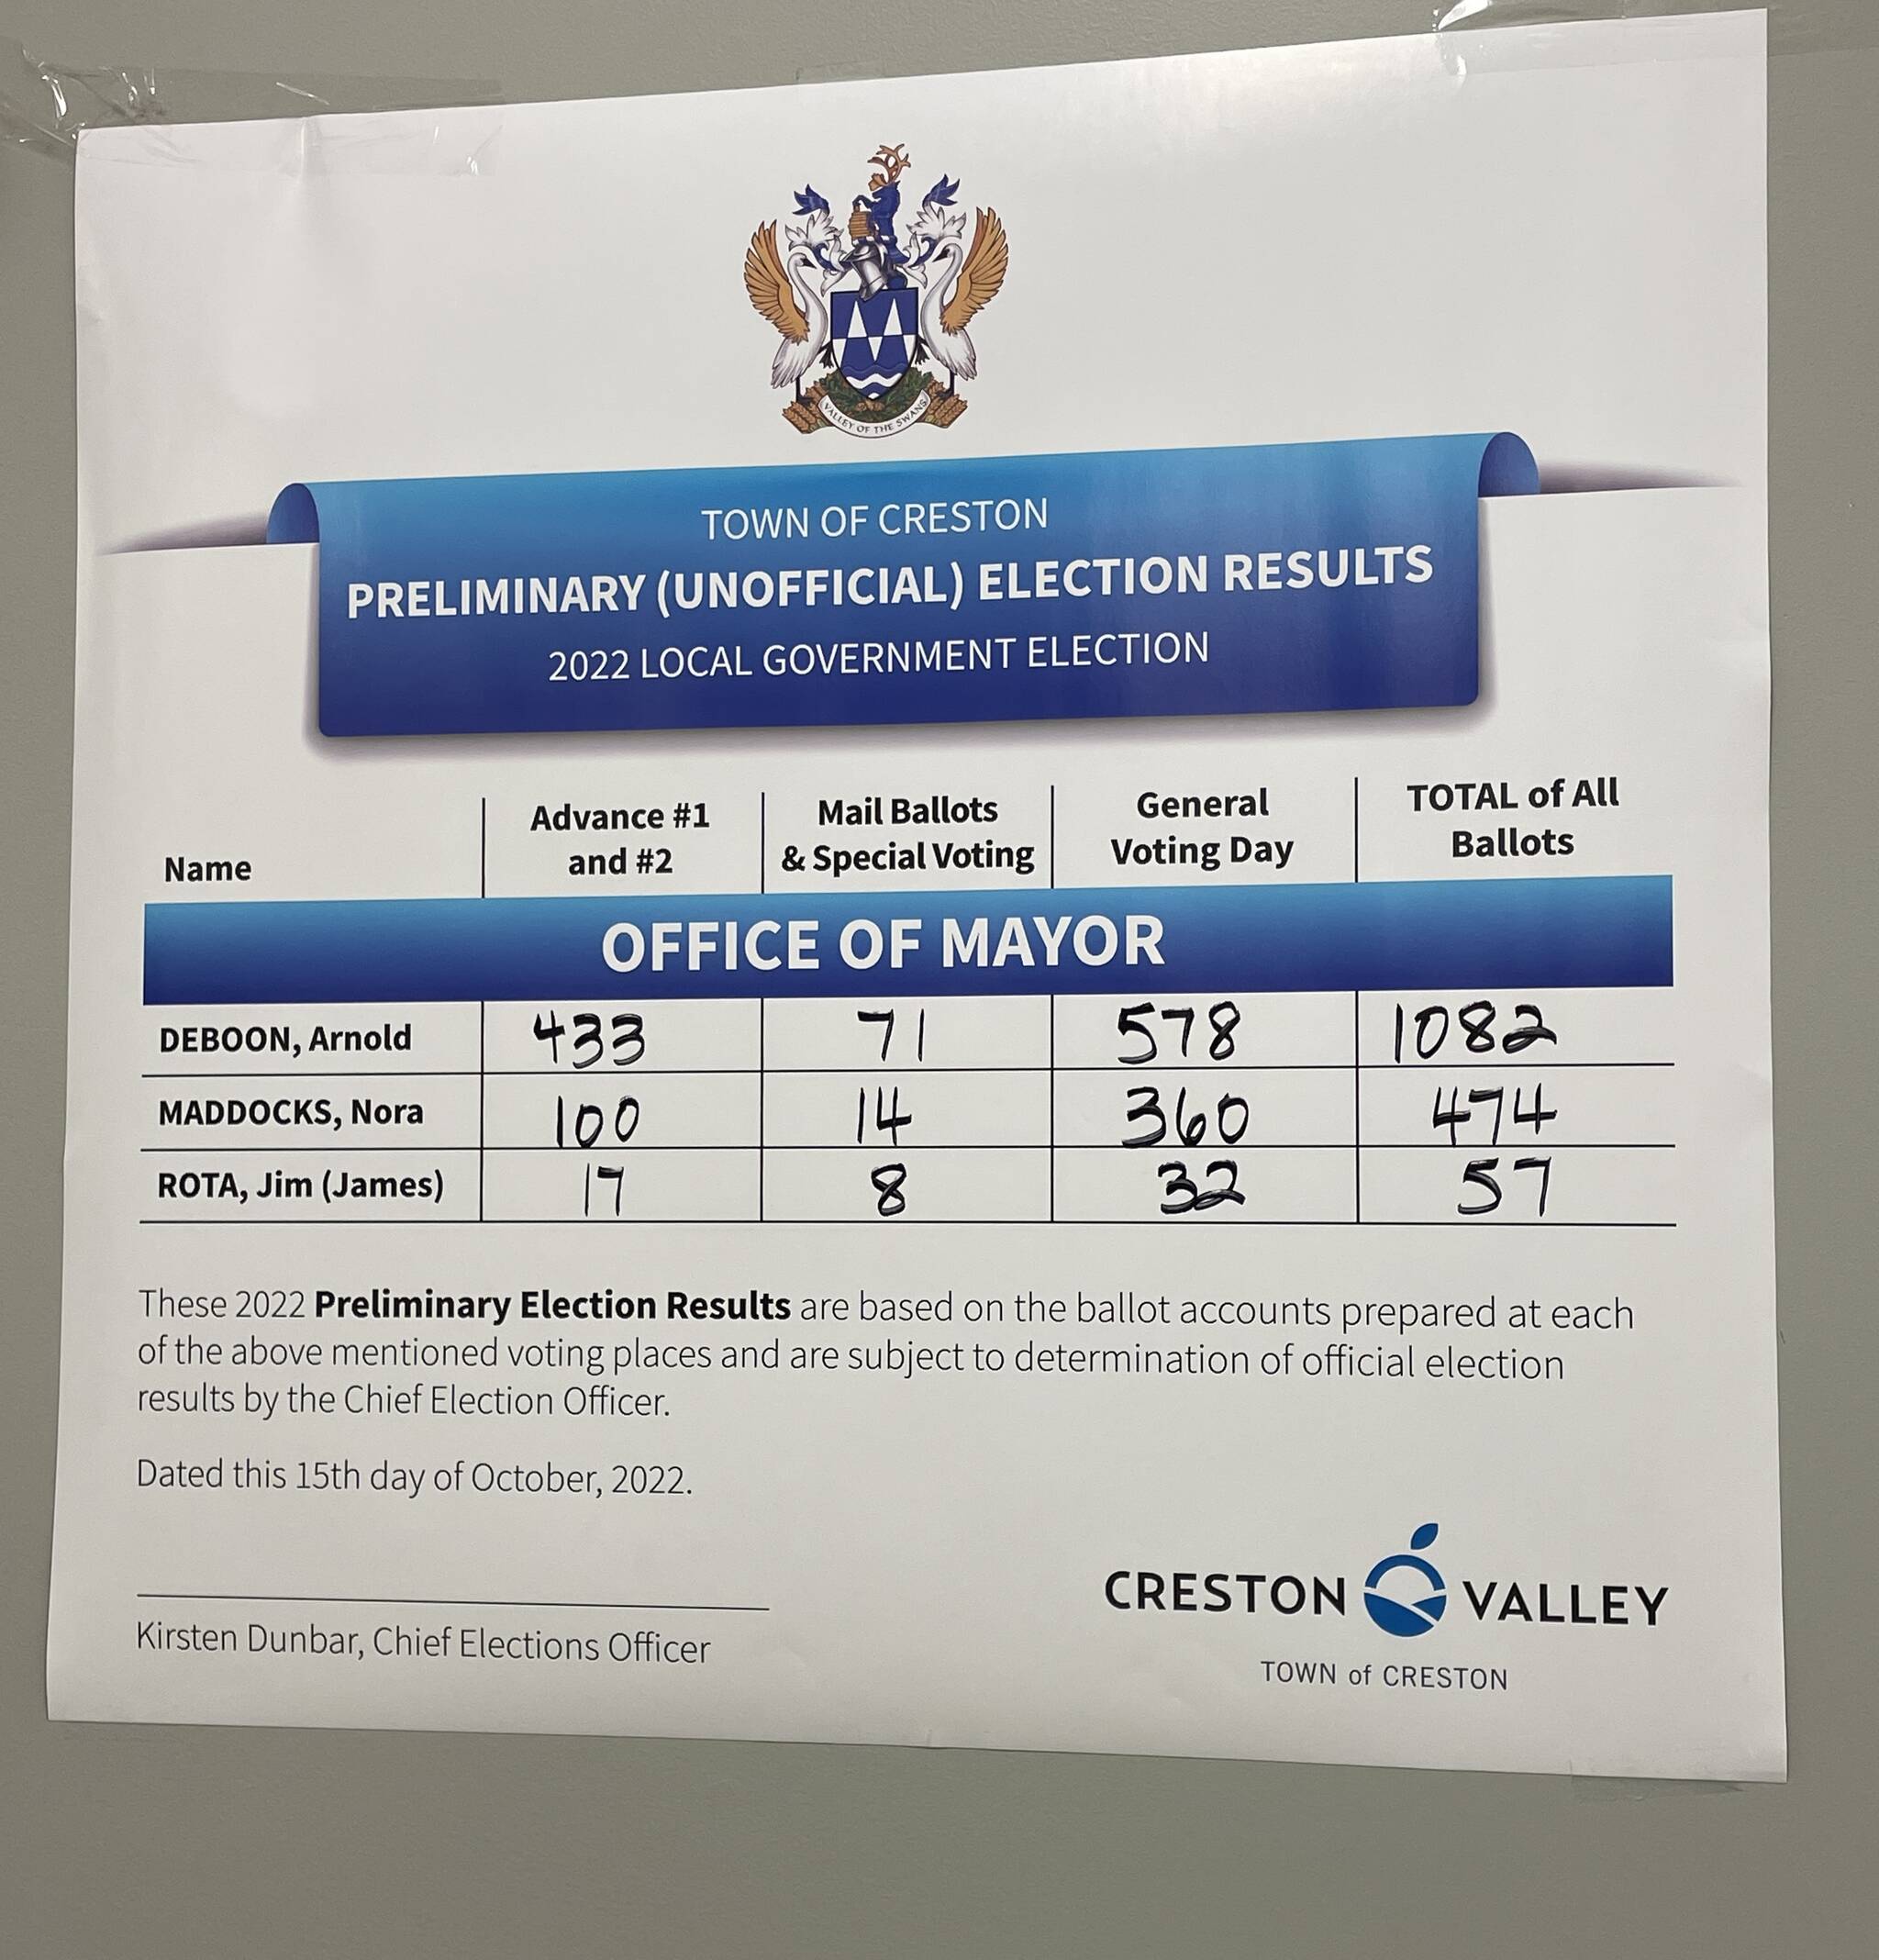 VALLEY OF THE SWANS
TOWN OF CRESTON
PRELIMINARY (UNOFFICIAL) ELECTION RESULTS
2022 LOCAL GOVERNMENT ELECTION
Name
Advance #1
and #2
Mail Ballots
& Special Voting
General
Voting Day
TOTAL of All
Ballots
OFFICE OF MAYOR
DEBOON, Arnold 433 71 578 1082
MADDOCKS, Nora 100 14 360 474
ROTA, Jim (James) 17 8 32 57
These 2022 Preliminary Election Results are based on the ballot accounts prepared at each
of the above mentioned voting places and are subject to determination of official election
results by the Chief Election Officer.
Dated this 15th day of October, 2022.
Kirsten Dunbar, Chief Elections Officer
CRESTON VALLEY
TOWN of CRESTON